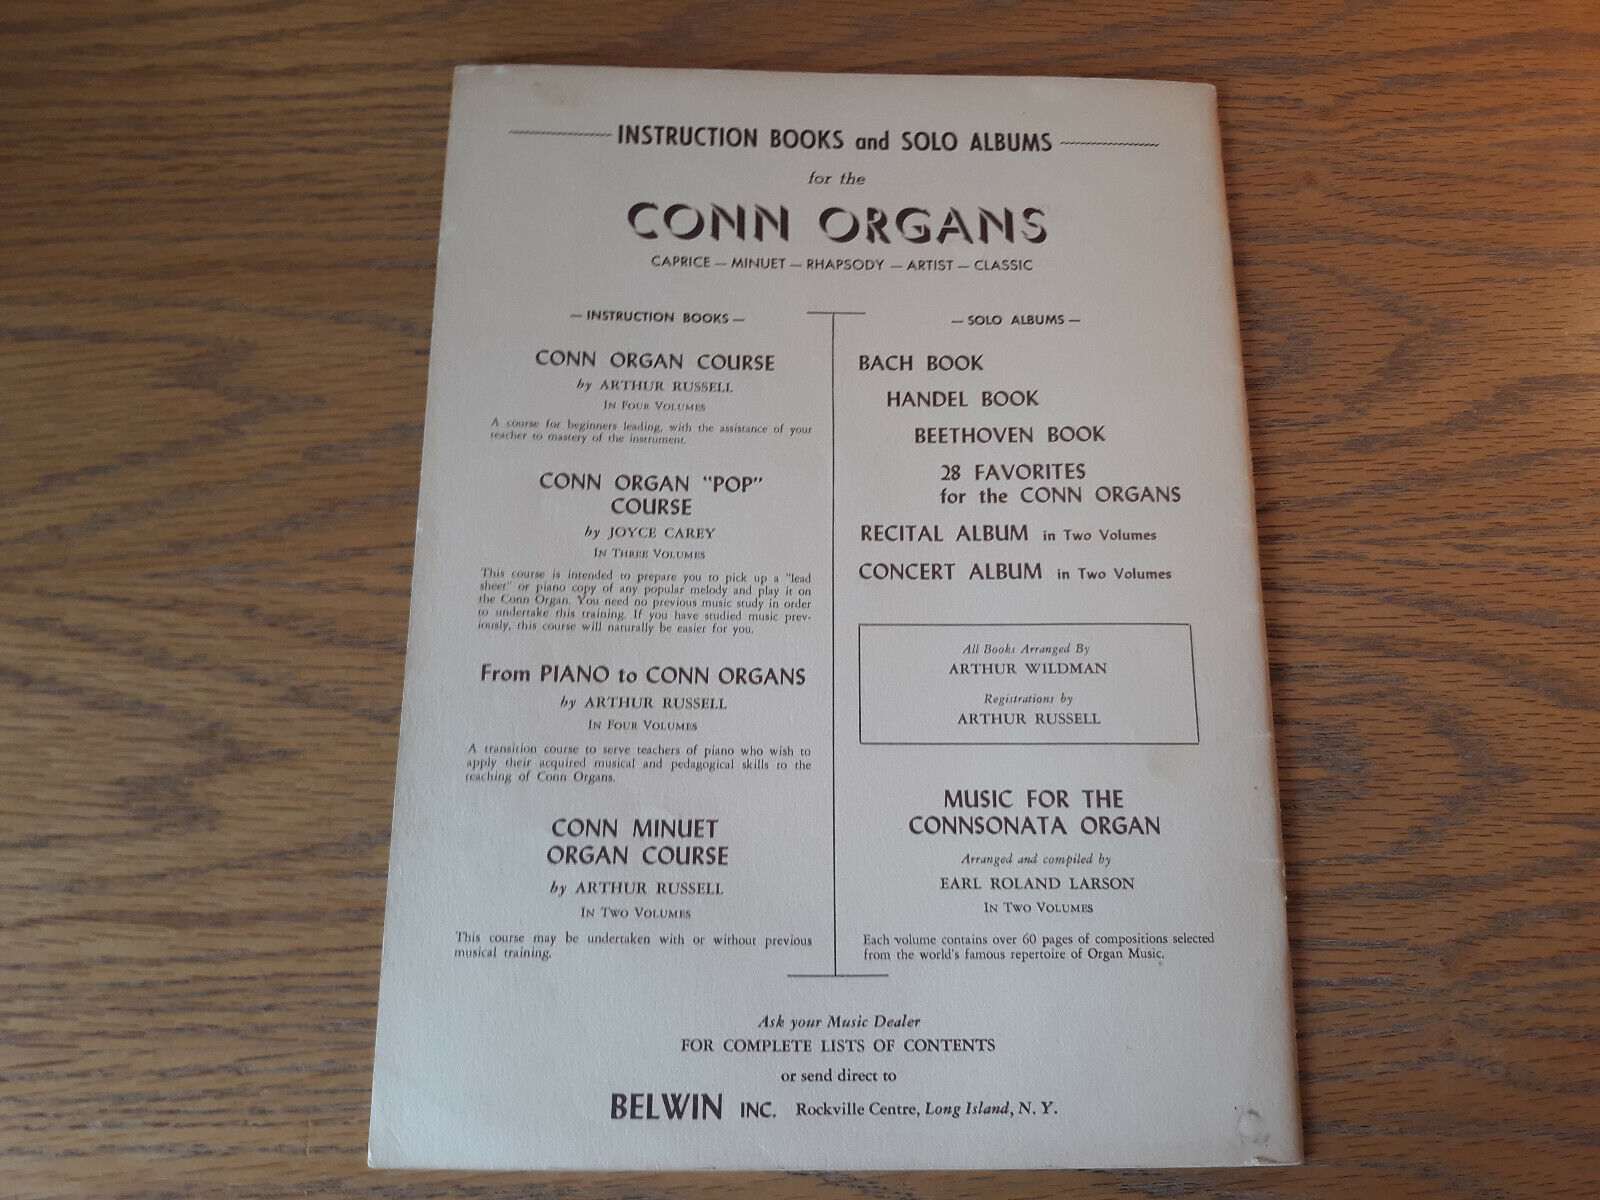 INSTRUCTION BOOKS and SOLO ALBUMS
for the
CONN ORGANS
CAPRICE — MINUET — RHAPSODY — ARTIST — CLASSIC
— INSTRUCTION BOOKS —
CONN ORGAN COURSE
by ARTHUR RUSSELL
IN FOUR VOLUMES
A course for beginners leading, with the assistance of your
teacher to mastery of the instrument.
CONN ORGAN "POP"
COURSE
by JOYCE CAREY
IN THREE VOLUMES
This course is intended to prepare you to pick up a "lead
sheet" or piano copy of any popular melody and play it on
the Conn Organ. You need no previous music study in order
to undertake this training. If you have studied music prev-
iously, this course will naturally be easier for you.
From PIANO to CONN ORGANS
by ARTHUR RUSSELL
IN FOUR VOLUMES
A transition course to serve teachers of piano who wish to
apply their acquired musical and pedagogical skills to the
teaching of Conn Organs.
CONN MINUET
ORGAN COURSE
by ARTHUR RUSSELL
IN TWO VOLUMES
This course may be undertaken with or without previous
musical training.
— SOLO ALBUMS —
BACH BOOK
HANDEL BOOK
BEETHOVEN BOOK
28 FAVORITES
for the CONN ORGANS
RECITAL ALBUM in Two Volumes
CONCERT ALBUM in Two Volumes
All Books Arranged By
ARTHUR WILDMAN
Registrations by
ARTHUR RUSSELL
MUSIC FOR THE
CONNSONATA ORGAN
Arranged and compiled by
EARL ROLAND LARSON
IN TWO VOLUMES
Each volume contains over 60 pages of compositions selected
from the world's famous repertoire of Organ Music.
Ask your Music Dealer
FOR COMPLETE LISTS OF CONTENTS
or send direct to
BELWIN INC. Rockville Centre, Long Island, N. Y.